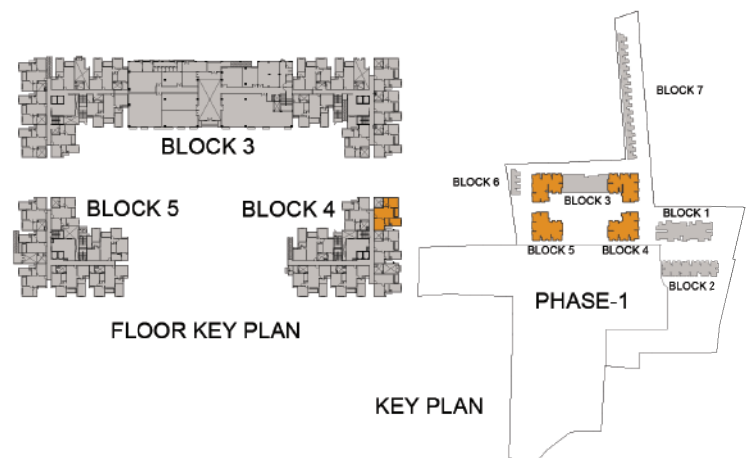 BLOCK 3
BLOCK 5
BLOCK 4
FLOOR KEY PLAN
BLOCK 7
BLOCK 6
BLOCK 3
BLOCK 1
BLOCK 5
BLOCK 4
BLOCK 2
PHASE-1
KEY PLAN